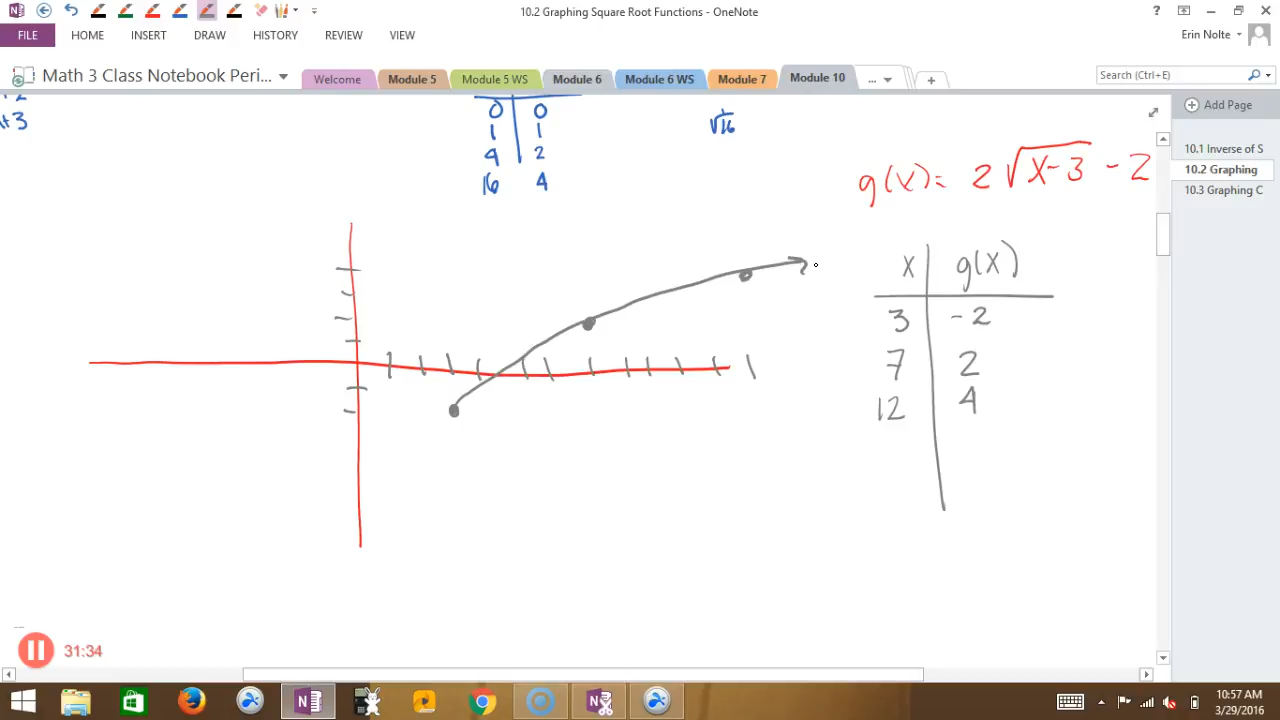 10.2 Graphing Square Root Functions - OneNote
?
FILE HOME INSERT DRAW HISTORY REVIEW VIEW
Erin Nolte
Math 3 Class Notebook Peri...
Welcome Module 5 Module 5 WS Module 6 Module 6 WS Module 7 Module 10 ...
Search (Ctrl+E)
Add Page
10.1 Inverse of S
10.2 Graphing
10.3 Graphing C
+3
0 0
1 1
4 2
16 4
√16
g(x)= 2√x-3 - 2
x g(x)
3 -2
7 2
12 4
31:34
10:57 AM
3/29/2016